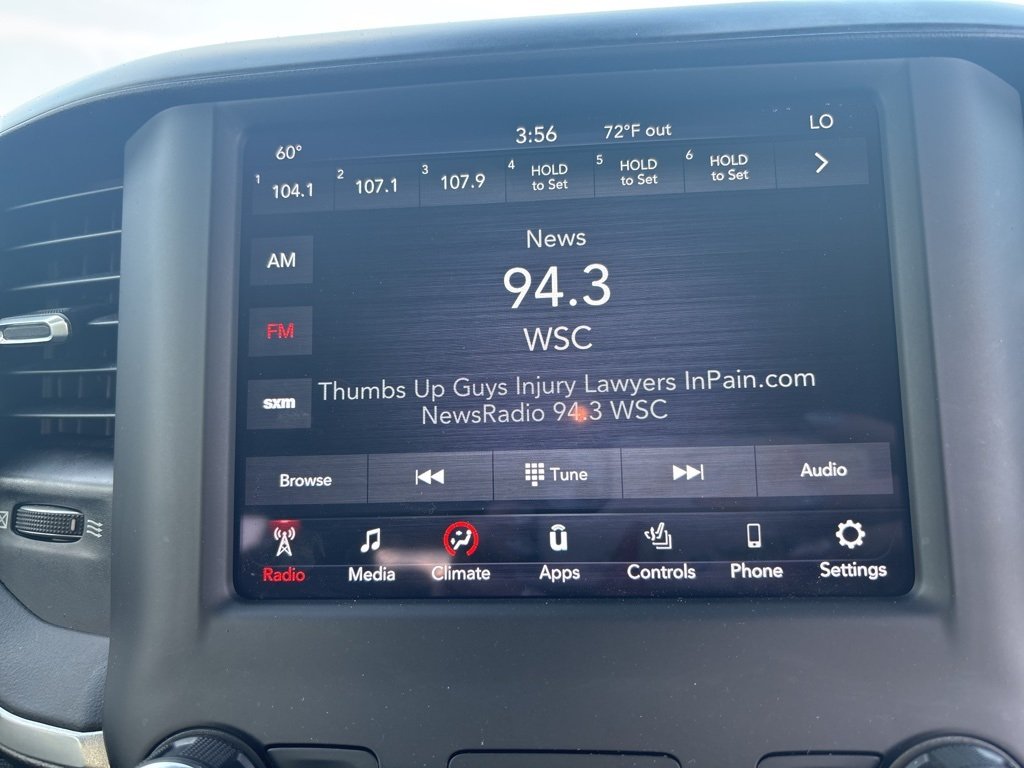 60° 3:56 72°F out LO
1 104.1 2 107.1 3 107.9 4 HOLD to Set 5 HOLD to Set 6 HOLD to Set
News
AM
94.3
FM
WSC
Thumbs Up Guys Injury Lawyers InPain.com
sxm
NewsRadio 94.3 WSC
Browse Tune Audio
Radio Media Climate Apps Controls Phone Settings